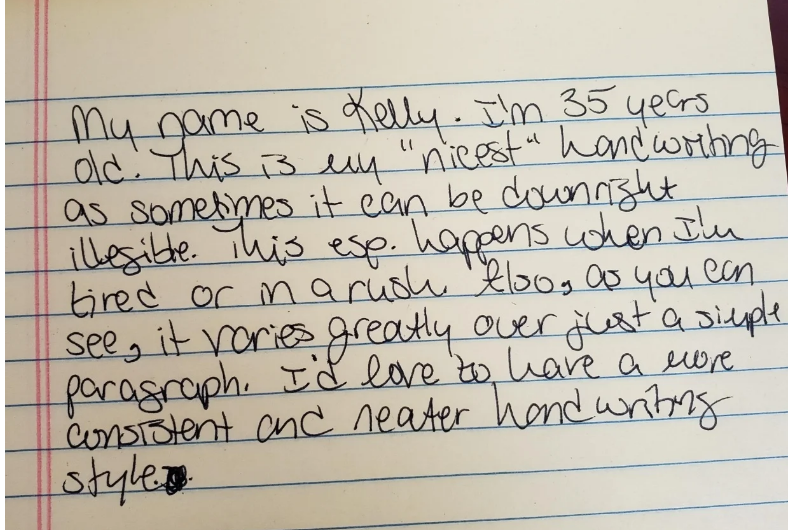 My name is Kelly. I'm 35 years
old. This is my "nicest" handwriting
as sometimes it can be downright
illegible. This esp. happens when I'm
tired or in a rush. Also, as you can
see, it varies greatly over just a simple
paragraph. I'd love to have a more
consistent and neater handwriting
style.